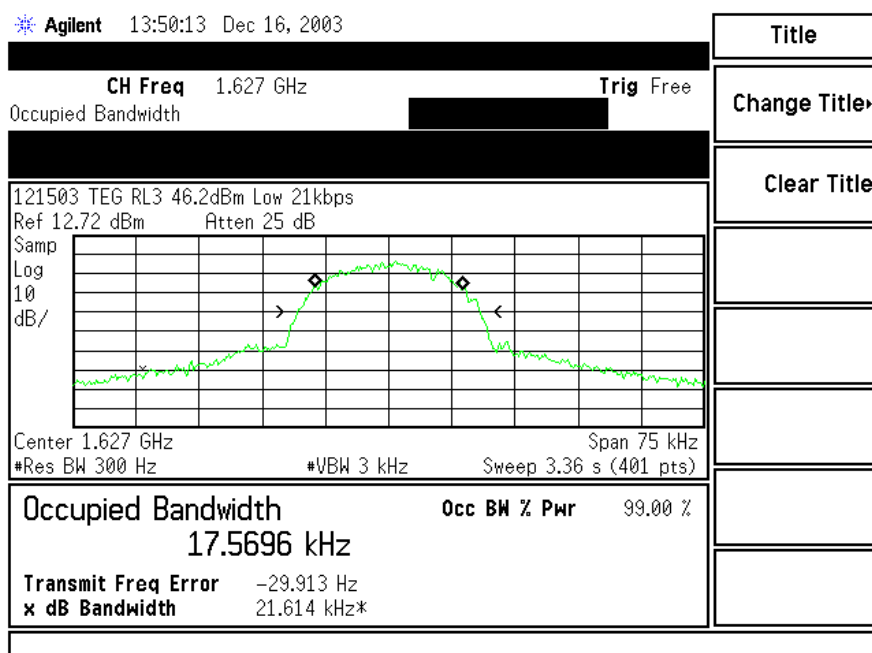 Agilent 13:50:13 Dec 16, 2003
Title
CH Freq 1.627 GHz Trig Free
Occupied Bandwidth
Change Title
Clear Title
121503 TEG RL3 46.2dBm Low 21kbps
Ref 12.72 dBm Atten 25 dB
Samp
Log
10
dB/
Center 1.627 GHz Span 75 kHz
#Res BW 300 Hz #VBW 3 kHz Sweep 3.36 s (401 pts)
Occupied Bandwidth Occ BW % Pwr 99.00 %
17.5696 kHz
Transmit Freq Error -29.913 Hz
x dB Bandwidth 21.614 kHz*